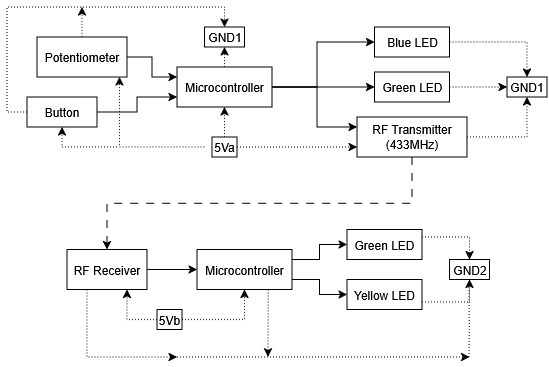 GND1
Blue LED
Potentiometer
Microcontroller
Green LED
GND1
Button
RF Transmitter
(433MHz)
5Va
Green LED
RF Receiver
Microcontroller
GND2
Yellow LED
5Vb